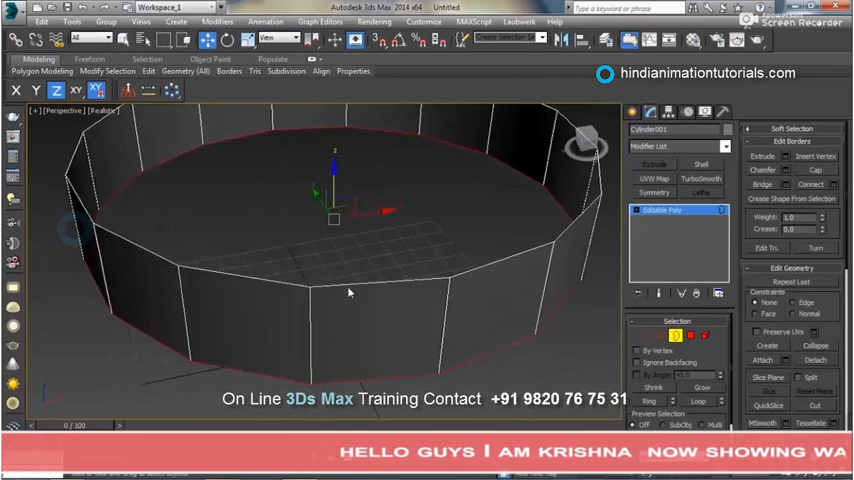 Workspace_1
Autodesk 3ds Max 2014 x64
Untitled
Type a keyword or phrase
Apowersoft
SCREEN RECORDER
Edit Tools Group Views Create Modifiers Animation Graph Editors Rendering Customize MAXScript Laubwerk Help
All
View
Create Selection Se
Modeling Freeform Selection Object Paint Populate
Polygon Modeling Modify Selection Edit Geometry (All) Borders Tris Subdivision Align Properties
hindianimationtutorials.com
X Y Z XY XY
[+] [Perspective] [Realistic]
z
Cylinder001
Modifier List
Extrude Shell
UVW Map TurboSmooth
Symmetry Lathe
Editable Poly
Selection
By Vertex
Ignore Backfacing
By Angle: 45.0
Shrink Grow
Ring Loop
Preview Selection
Off SubObj Multi
Soft Selection
Edit Borders
Extrude Insert Vertex
Chamfer Cap
Bridge Connect
Create Shape From Selection
Weight: 1.0
Crease: 0.0
Edit Tri. Turn
Edit Geometry
Repeat Last
Constraints
None Edge
Face Normal
Preserve UVs
Create Collapse
Attach Detach
Slice Plane Split
Slice Reset Plane
QuickSlice Cut
MSmooth Tessellate
On Line 3Ds Max Training Contact +91 9820 76 75 31
0 / 100
HELLO GUYS I AM KRISHNA NOW SHOWING WA